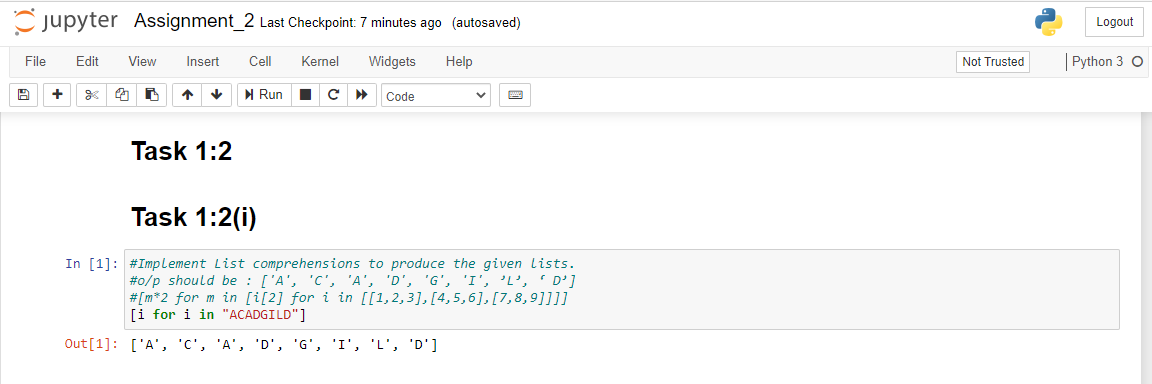 jupyter Assignment_2 Last Checkpoint: 7 minutes ago (autosaved) Logout
File Edit View Insert Cell Kernel Widgets Help Not Trusted Python 3
Run Code
Task 1:2
Task 1:2(i)
In [1]: #Implement List comprehensions to produce the given lists.
#o/p should be : ['A', 'C', 'A', 'D', 'G', 'I', ʾLʾ, ʿ Dʾ]
#[m*2 for m in [i[2] for i in [[1,2,3],[4,5,6],[7,8,9]]]]
[i for i in "ACADGILD"]
Out[1]: ['A', 'C', 'A', 'D', 'G', 'I', 'L', 'D']